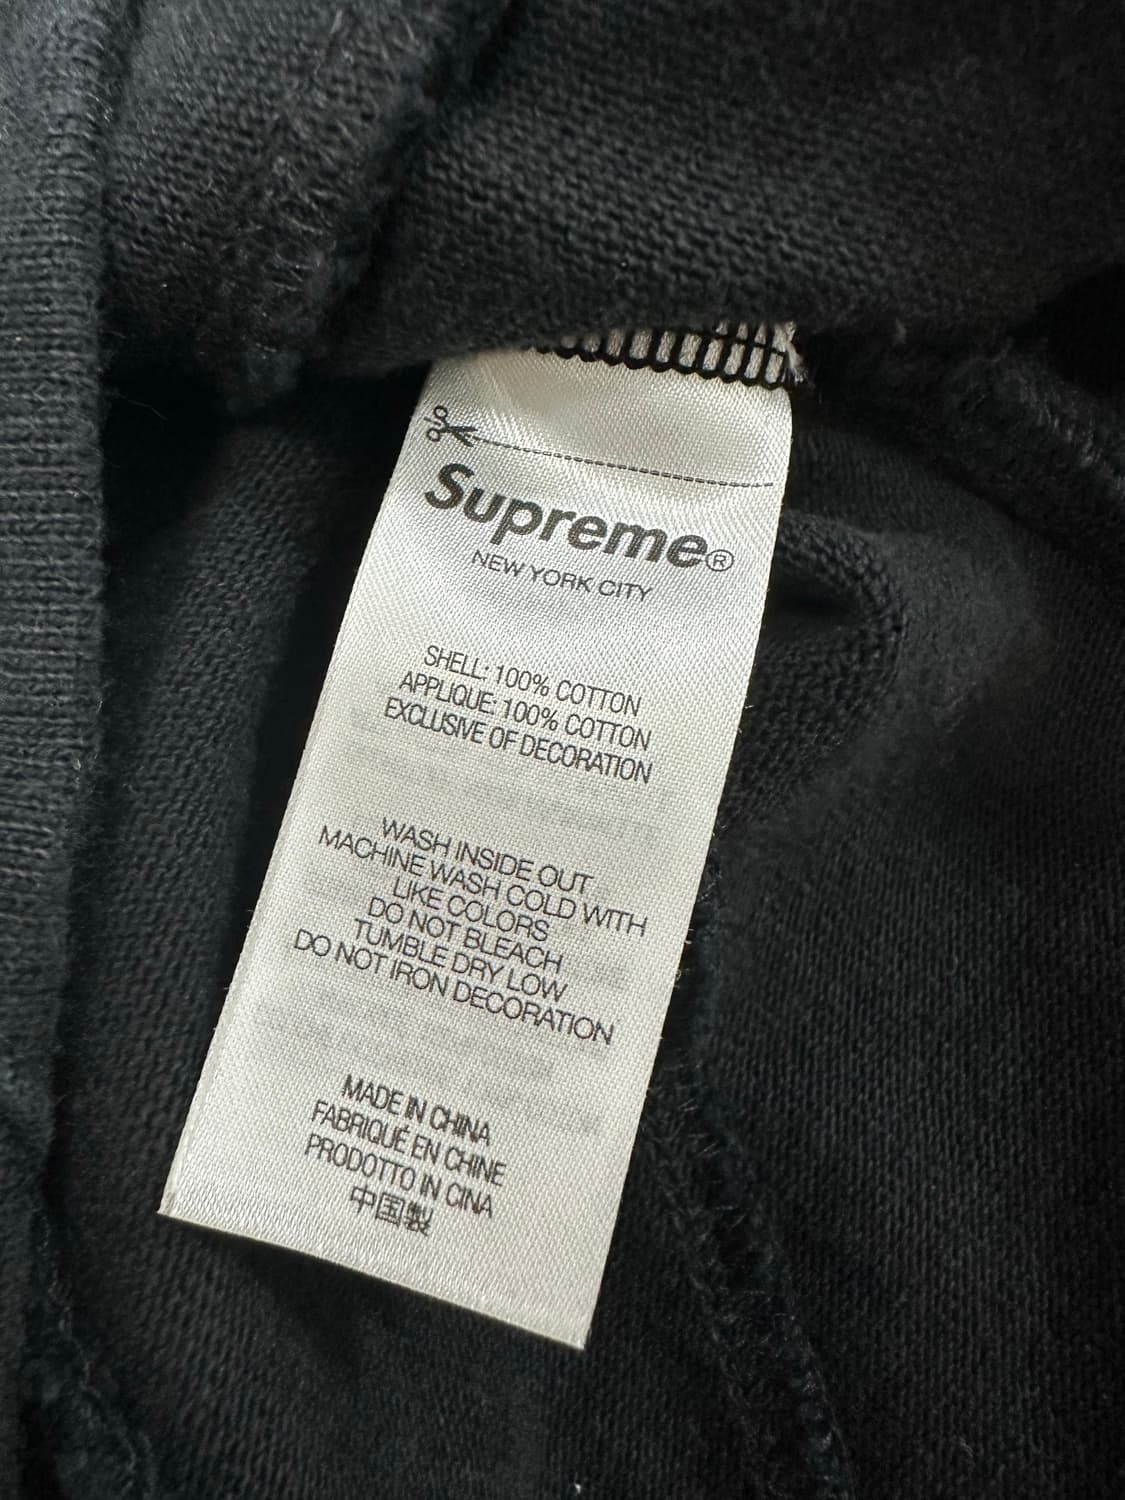 Supreme®
NEW YORK CITY
SHELL: 100% COTTON
APPLIQUE: 100% COTTON
EXCLUSIVE OF DECORATION
WASH INSIDE OUT
MACHINE WASH COLD WITH
LIKE COLORS
DO NOT BLEACH
TUMBLE DRY LOW
DO NOT IRON DECORATION
MADE IN CHINA
FABRIQUÉ EN CHINE
PRODOTTO IN CINA
中国製